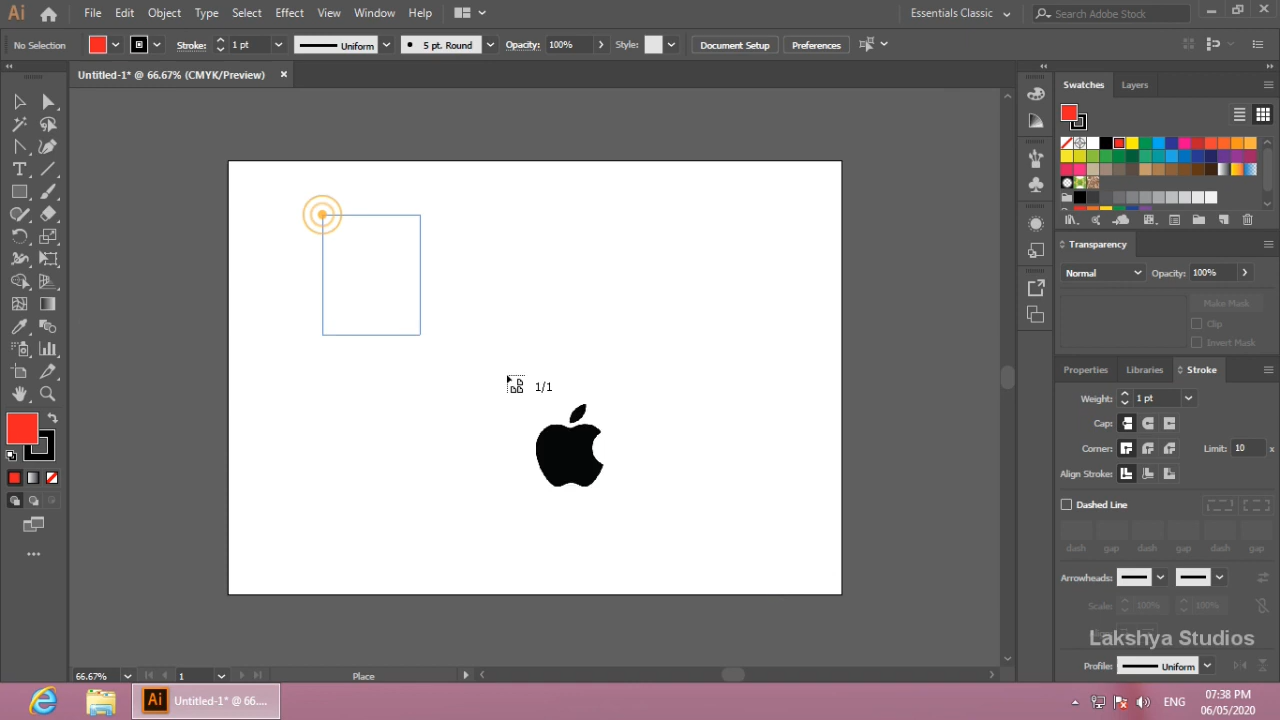 Ai File Edit Object Type Select Effect View Window Help Essentials Classic Search Adobe Stock
No Selection Stroke: 1 pt Uniform 5 pt. Round Opacity: 100% Style: Document Setup Preferences
Untitled-1* @ 66.67% (CMYK/Preview)
Swatches Layers
Transparency
Normal Opacity: 100%
Make Mask
Clip
Invert Mask
Properties Libraries Stroke
Weight: 1 pt
Cap:
Corner: Limit: 10 x
Align Stroke:
Dashed Line
dash gap dash gap dash gap
Arrowheads:
Scale: 100% 100%
Lakshya Studios
Profile: Uniform
1/1
66.67% 1 Place
Ai Untitled-1* @ 66....
ENG
07:38 PM
06/05/2020